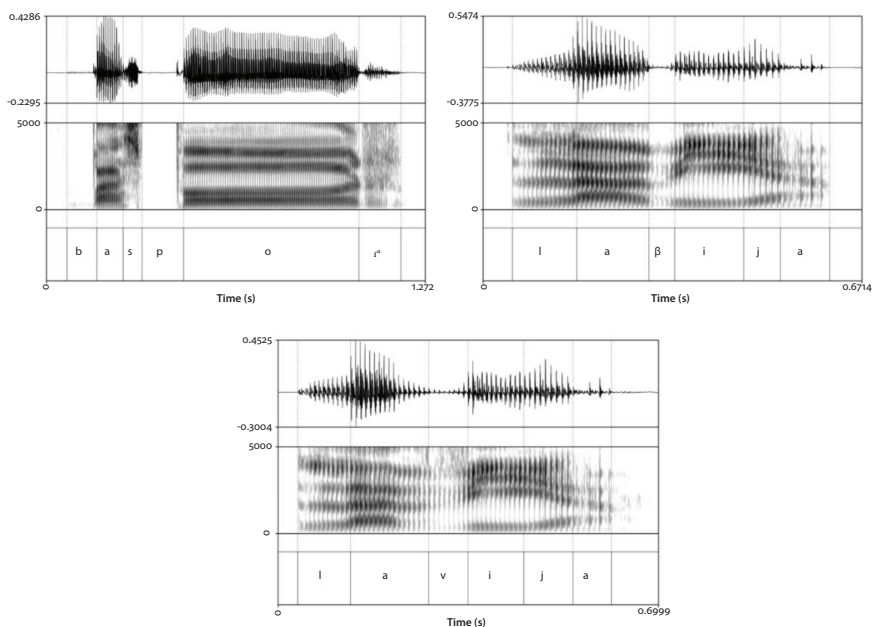 0.4286
-0.2295
5000
0
b a s p o
0 1.272
Time (s)
0.5474
-0.3775
5000
0
l a β i j a
0 0.6714
Time (s)
0.4525
-0.3004
5000
0
l a v i j a
0 0.6999
Time (s)